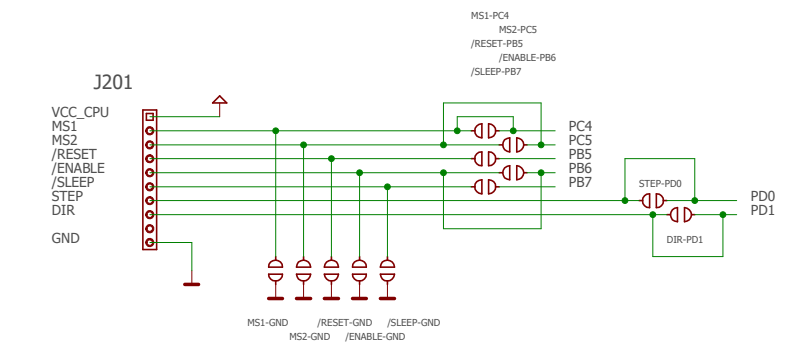 MS1-PC4
MS2-PC5
/RESET-PB5
/ENABLE-PB6
/SLEEP-PB7
J201
VCC_CPU
MS1
MS2
/RESET
/ENABLE
/SLEEP
STEP
DIR
GND
PC4
PC5
PB5
PB6
PB7
STEP-PD0
PD0
PD1
DIR-PD1
MS1-GND /RESET-GND /SLEEP-GND
MS2-GND /ENABLE-GND